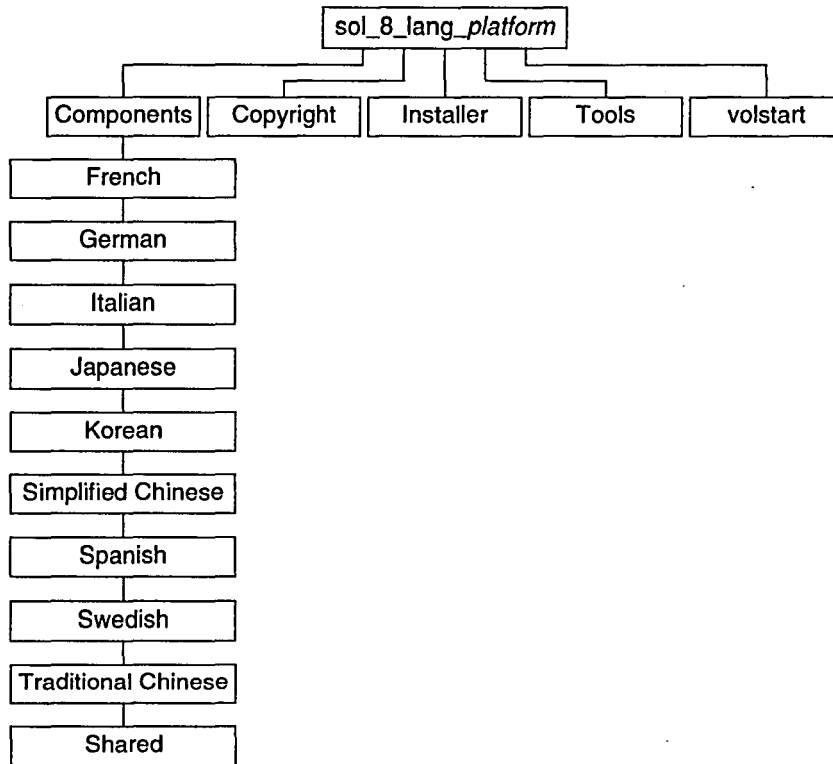 sol_8_lang_platform
Components
Copyright
Installer
Tools
volstart
French
German
Italian
Japanese
Korean
Simplified Chinese
Spanish
Swedish
Traditional Chinese
Shared